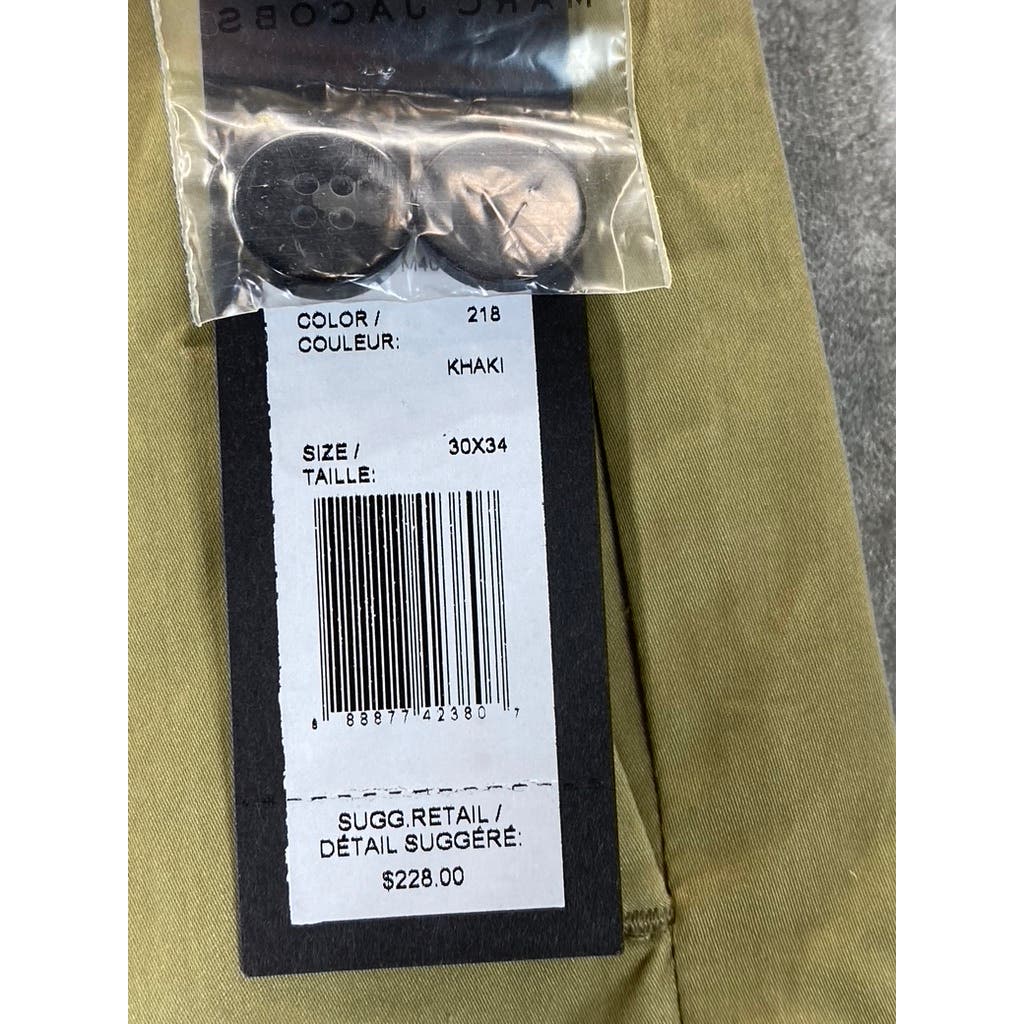 MARC JACOBS
M40
COLOR / 218
COULEUR:
KHAKI
SIZE / 30X34
TAILLE:
8 88877 42380 7
SUGG.RETAIL /
DÉTAIL SUGGÉRÉ:
$228.00